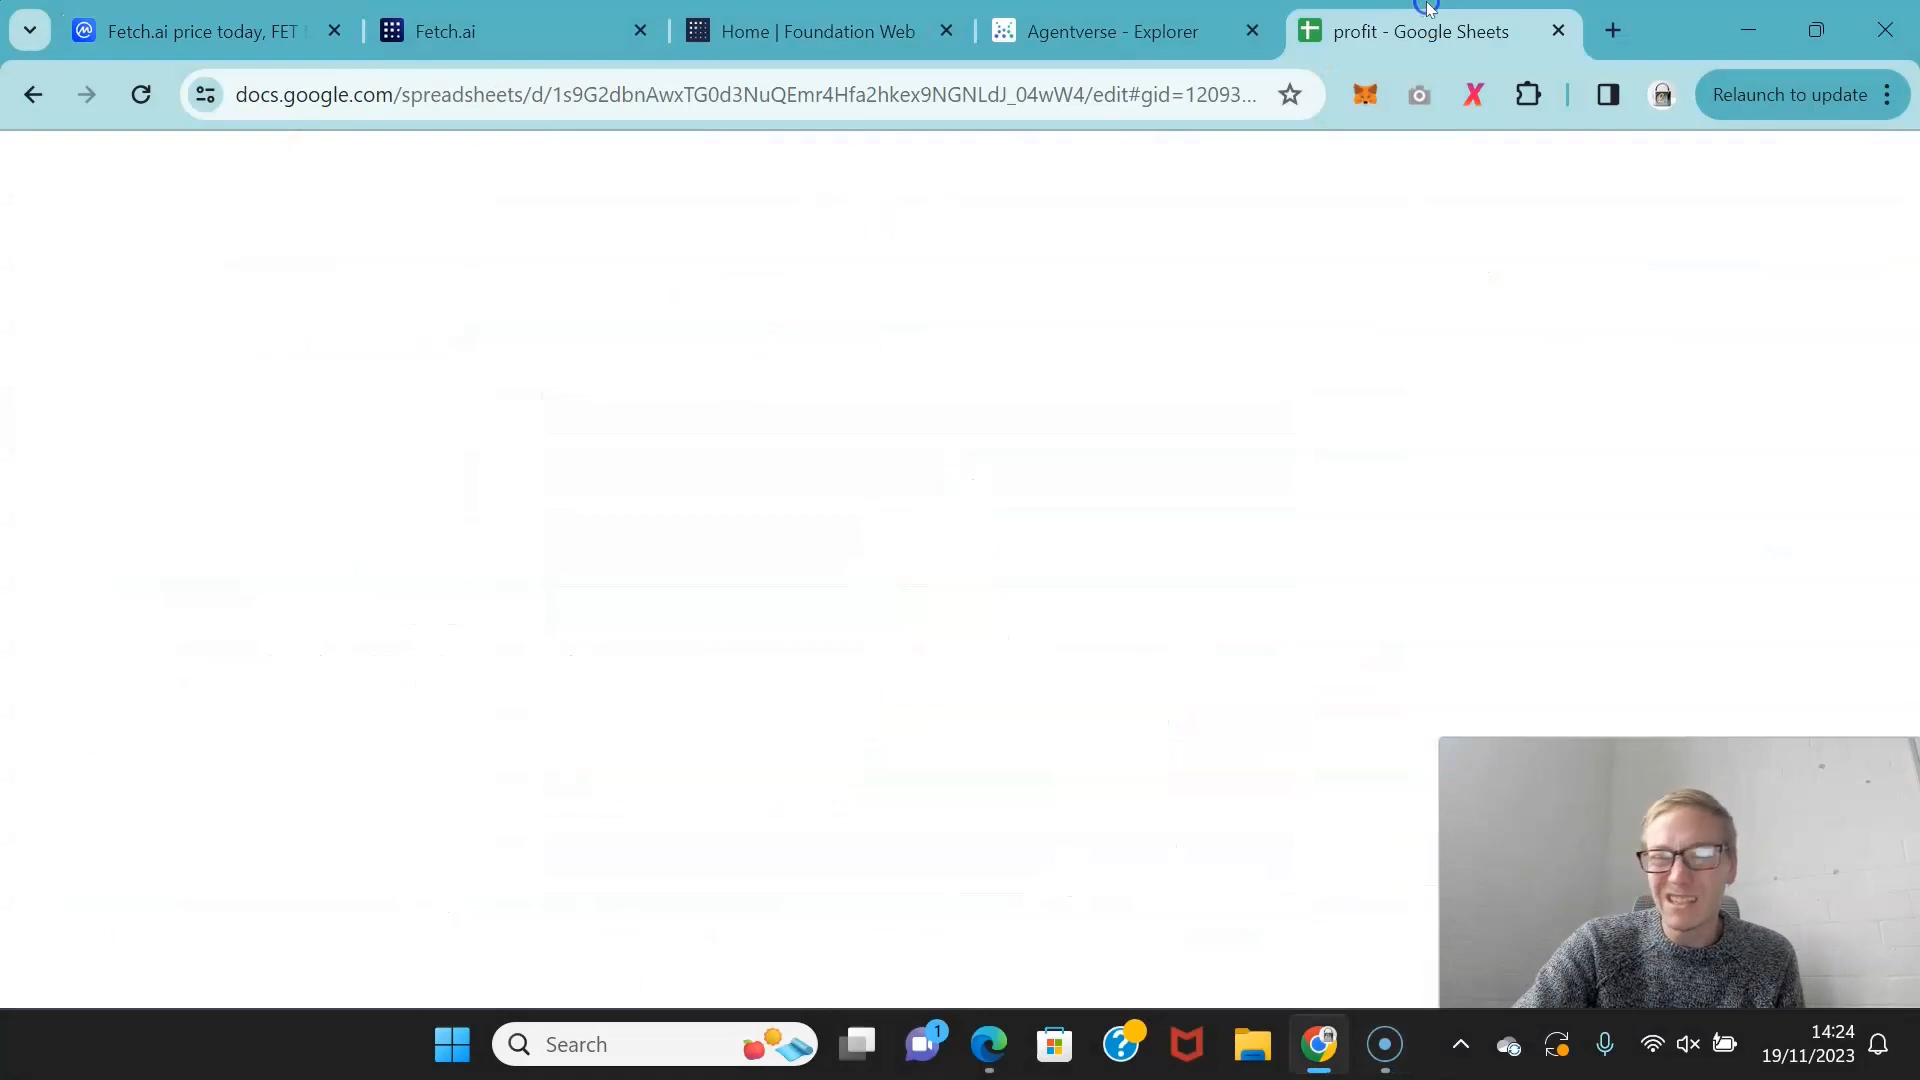 Fetch.ai price today, FET
Fetch.ai
Home | Foundation Web
Agentverse - Explorer
profit - Google Sheets
docs.google.com/spreadsheets/d/1s9G2dbnAwxTG0d3NuQEmr4Hfa2hkex9NGNLdJ_04wW4/edit#gid=12093...
Relaunch to update
Search
1
14:24
19/11/2023